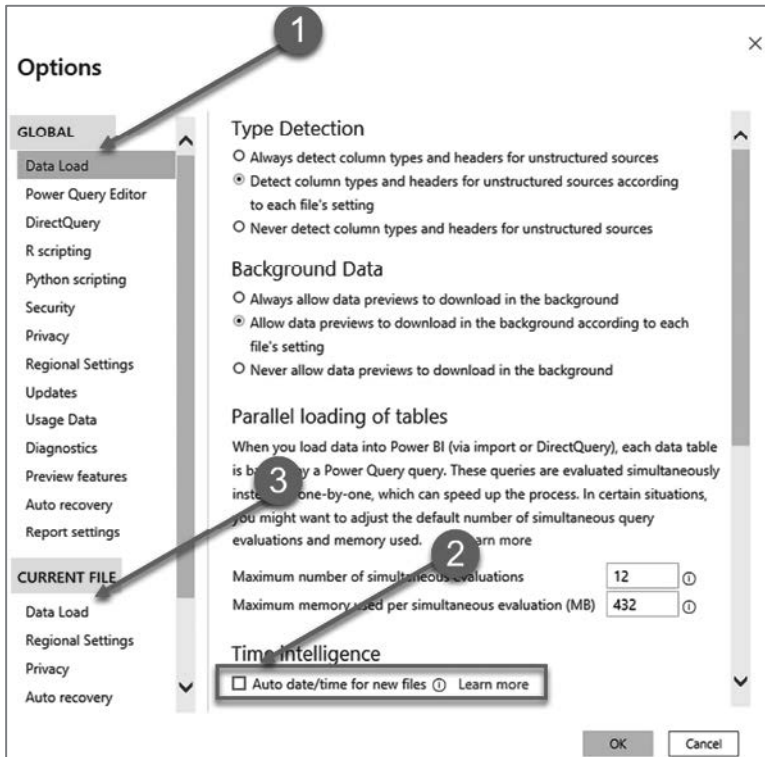 1
Options
GLOBAL
Data Load
Power Query Editor
DirectQuery
R scripting
Python scripting
Security
Privacy
Regional Settings
Updates
Usage Data
Diagnostics
Preview features
Auto recovery
Report settings
CURRENT FILE
Data Load
Regional Settings
Privacy
Auto recovery
3
Type Detection
Always detect column types and headers for unstructured sources
Detect column types and headers for unstructured sources according
to each file's setting
Never detect column types and headers for unstructured sources
Background Data
Always allow data previews to download in the background
Allow data previews to download in the background according to each
file's setting
Never allow data previews to download in the background
Parallel loading of tables
When you load data into Power BI (via import or DirectQuery), each data table
is by a Power Query query. These queries are evaluated simultaneously
one-by-one, which can speed up the process. In certain situations,
you might want to adjust the default number of simultaneous query
evaluations and memory used. more
2
Maximum number of simultaneous evaluations 12
Maximum memory used per simultaneous evaluation (MB) 432
Time intelligence
Auto date/time for new files Learn more
OK Cancel